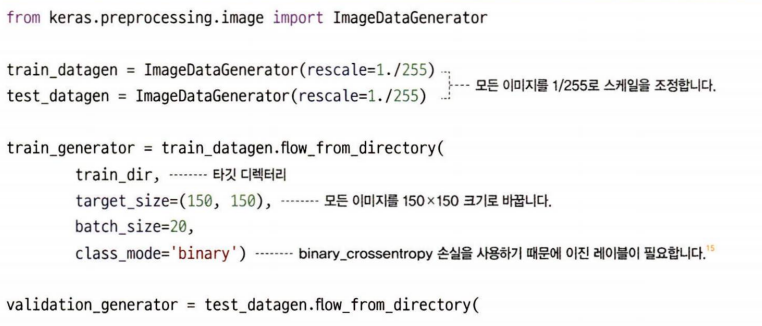 from keras.preprocessing.image import ImageDataGenerator
train_datagen = ImageDataGenerator(rescale=1./255)
test_datagen = ImageDataGenerator(rescale=1./255)
모든 이미지를 1/255로 스케일을 조정합니다.
train_generator = train_datagen.flow_from_directory(
train_dir, -------- 타깃 디렉터리
target_size=(150, 150), -------- 모든 이미지를 150×150 크기로 바꿉니다.
batch_size=20,
class_mode='binary') -------- binary_crossentropy 손실을 사용하기 때문에 이진 레이블이 필요합니다.15
validation_generator = test_datagen.flow_from_directory(